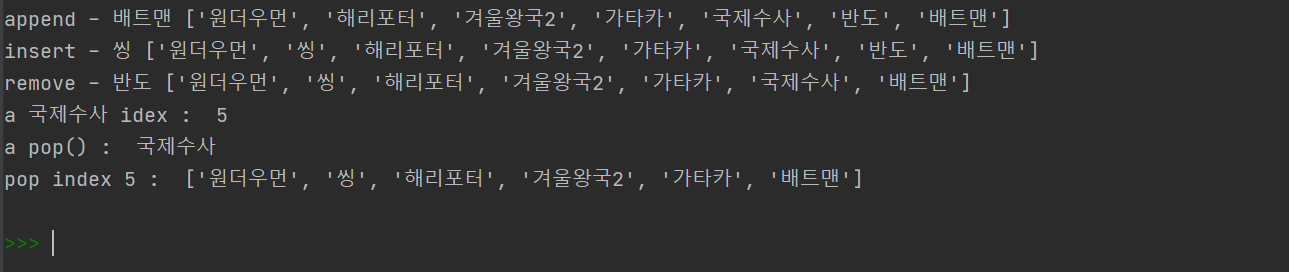 append - 배트맨 ['원더우먼', '해리포터', '겨울왕국2', '가타카', '국제수사', '반도', '배트맨']
insert - 씽 ['원더우먼', '씽', '해리포터', '겨울왕국2', '가타카', '국제수사', '반도', '배트맨']
remove - 반도 ['원더우먼', '씽', '해리포터', '겨울왕국2', '가타카', '국제수사', '배트맨']
a 국제수사 idex :  5
a pop() :  국제수사
pop index 5 :  ['원더우먼', '씽', '해리포터', '겨울왕국2', '가타카', '배트맨']
>>>